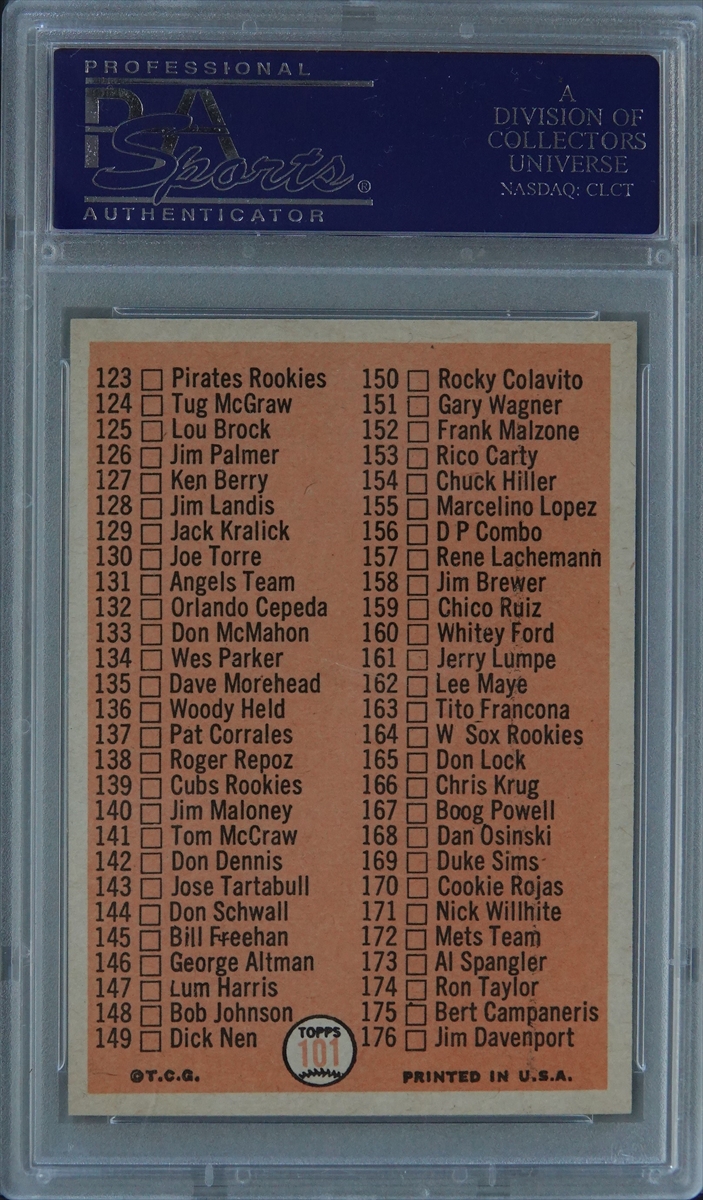 PROFESSIONAL
PSA
Sports®
AUTHENTICATOR
A
DIVISION OF
COLLECTORS
UNIVERSE
NASDAQ: CLCT
123 Pirates Rookies
124 Tug McGraw
125 Lou Brock
126 Jim Palmer
127 Ken Berry
128 Jim Landis
129 Jack Kralick
130 Joe Torre
131 Angels Team
132 Orlando Cepeda
133 Don McMahon
134 Wes Parker
135 Dave Morehead
136 Woody Held
137 Pat Corrales
138 Roger Repoz
139 Cubs Rookies
140 Jim Maloney
141 Tom McCraw
142 Don Dennis
143 Jose Tartabull
144 Don Schwall
145 Bill Freehan
146 George Altman
147 Lum Harris
148 Bob Johnson
149 Dick Nen
150 Rocky Colavito
151 Gary Wagner
152 Frank Malzone
153 Rico Carty
154 Chuck Hiller
155 Marcelino Lopez
156 D P Combo
157 Rene Lachemann
158 Jim Brewer
159 Chico Ruiz
160 Whitey Ford
161 Jerry Lumpe
162 Lee Maye
163 Tito Francona
164 W Sox Rookies
165 Don Lock
166 Chris Krug
167 Boog Powell
168 Dan Osinski
169 Duke Sims
170 Cookie Rojas
171 Nick Willhite
172 Mets Team
173 Al Spangler
174 Ron Taylor
175 Bert Campaneris
176 Jim Davenport
TOPPS
101
©T.C.G.
PRINTED IN U.S.A.